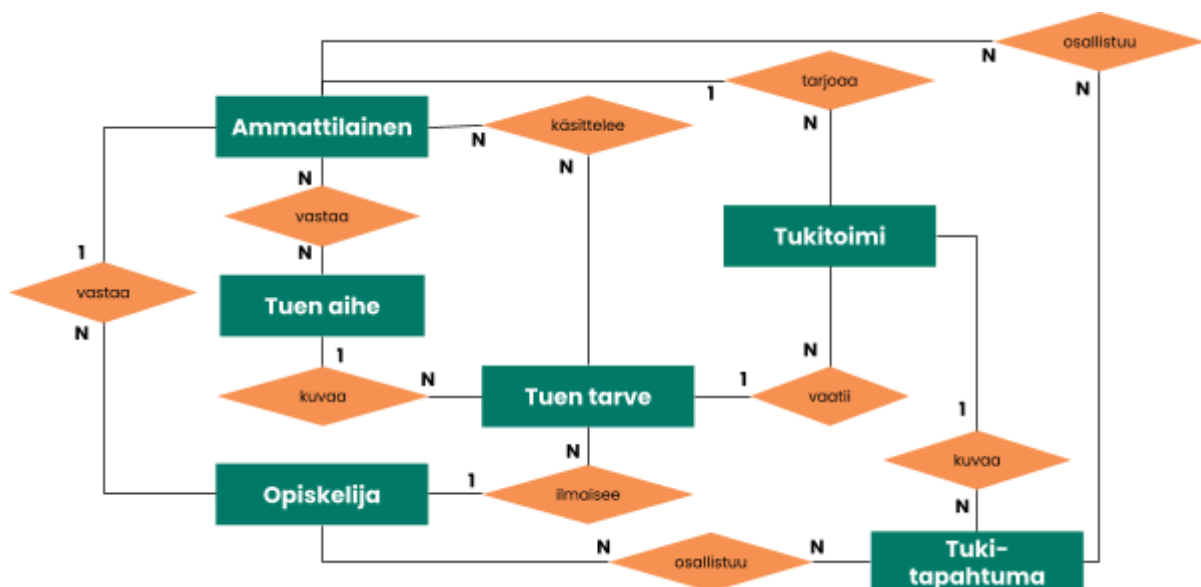 osallistuu
N
N
tarjoaa
1
N
Ammattilainen
N
käsittelee
N
N
vastaa
N
Tukitoimi
1
vastaa
N
Tuen aihe
1
kuvaa
N
Tuen tarve
1
N
vaatii
1
kuvaa
N
N
ilmaisee
1
Opiskelija
N
osallistuu
N
Tuki-
tapahtuma